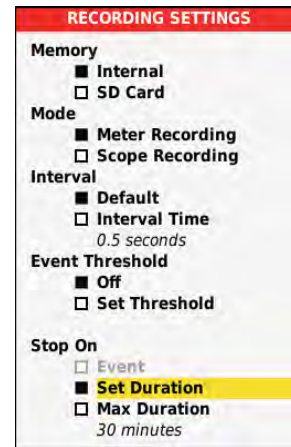 RECORDING SETTINGS
Memory
Internal
SD Card
Mode
Meter Recording
Scope Recording
Interval
Default
Interval Time
0.5 seconds
Event Threshold
Off
Set Threshold
Stop On
Event
Set Duration
Max Duration
30 minutes